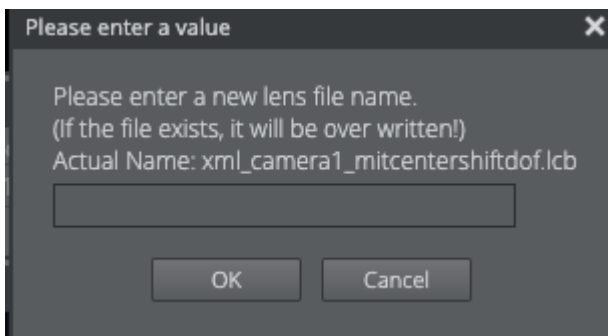 Please enter a value
Please enter a new lens file name.
(If the file exists, it will be over written!)
Actual Name: xml_camera1_mitcentershiftdof.lcb
OK Cancel